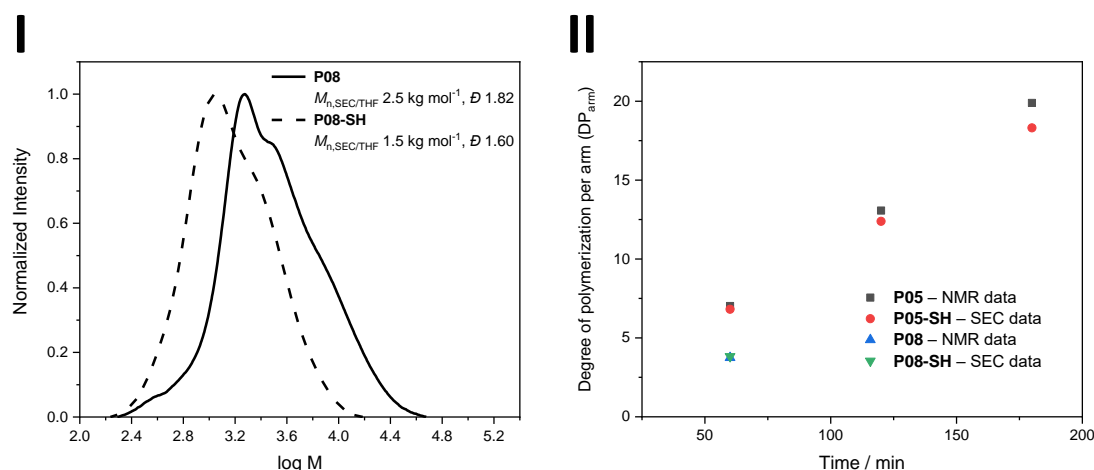 I
Normalized Intensity
1.0
0.8
0.6
0.4
0.2
0.0
2.0 2.4 2.8 3.2 3.6 4.0 4.4 4.8 5.2
log M
P08
Mn,SEC/THF 2.5 kg mol-1, Đ 1.82
P08-SH
Mn,SEC/THF 1.5 kg mol-1, Đ 1.60
II
Degree of polymerization per arm (DParm)
20
15
10
5
0
50 100 150 200
Time / min
P05 – NMR data
P05-SH – SEC data
P08 – NMR data
P08-SH – SEC data